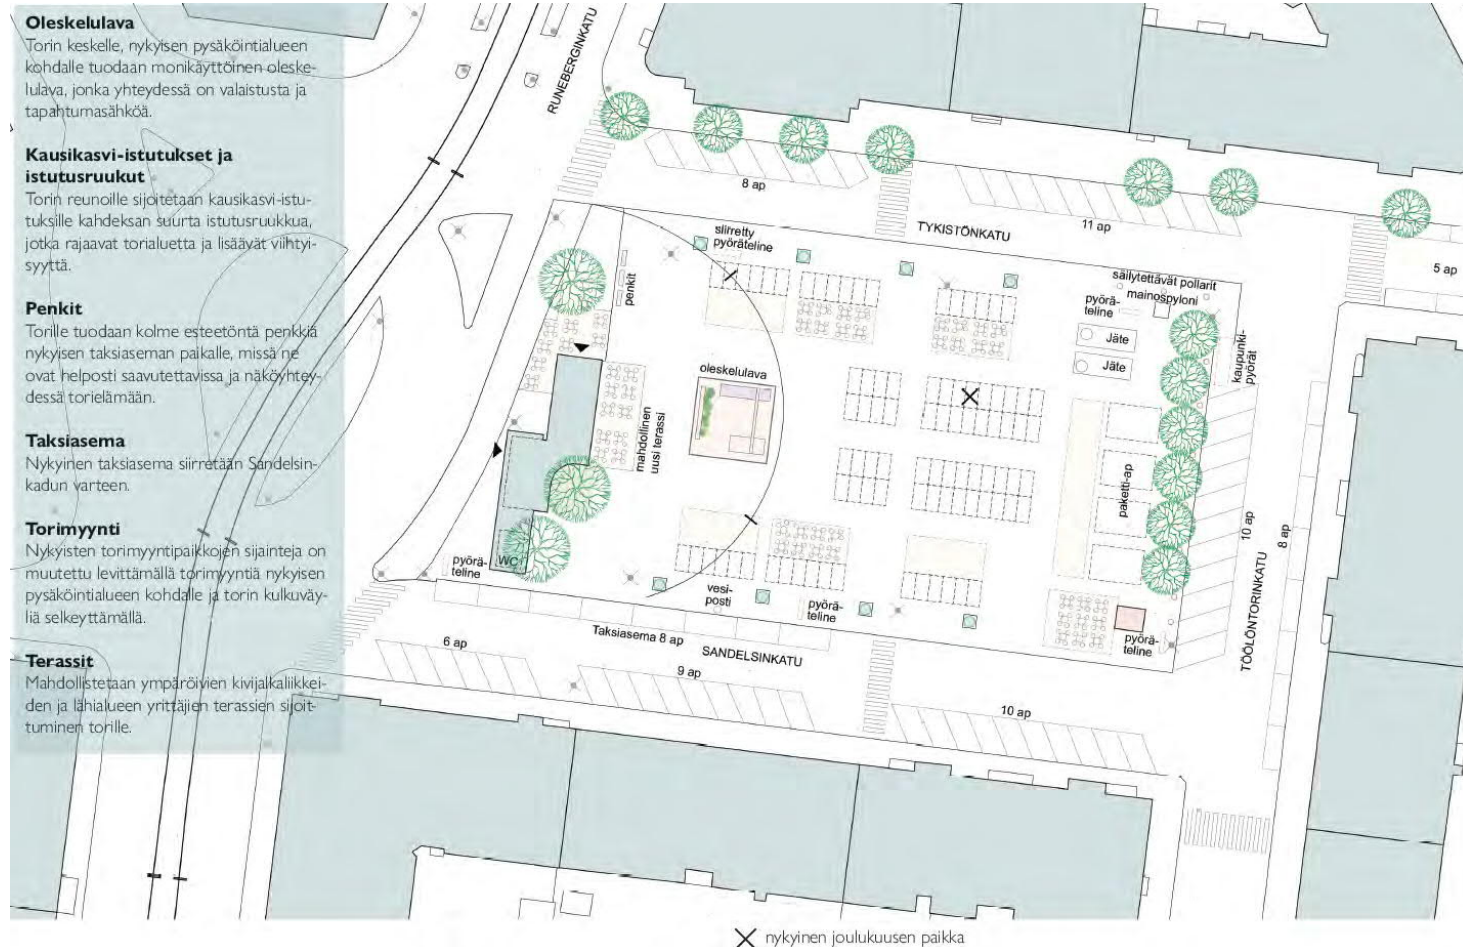 Oleskelulava
Torin keskelle, nykyisen pysäköintialueen
kohdalle tuodaan monikäyttöinen oleske-
lulava, jonka yhteydessä on valaistusta ja
tapahtumasähköä.
Kausikasvi-istutukset ja
istutusruukut
Torin reunoille sijoitetaan kausikasvi-istu-
tuksille kahdeksan suurta istutusruukkua,
jotka rajaavat torialuetta ja lisäävät viihtyi-
syyttä.
Penkit
Torille tuodaan kolme esteetöntä penkkiä
nykyisen taksiaseman paikalle, missä ne
ovat helposti saavutettavissa ja näköyhtey-
dessä torielämään.
Taksiasema
Nykyinen taksiasema siirretään Sandelsin-
kadun varteen.
Torimyynti
Nykyisten torimyyntipaikkojen sijainteja on
muutettu levittämällä torimyyntiä nykyisen
pysäköintialueen kohdalle ja torin kulkuväy-
liä selkeyttämällä.
Terassit
Mahdollistetaan ympäröivien kivijalkaliikkei-
den ja lähialueen yrittäjien terassien sijoit-
tuminen torille.
RUNEBERGINKATU
8 ap
TYKISTÖNKATU
11 ap
5 ap
siirretty
pyöräteline
penkit
säilytettävät pollarit
mainospyloni
pyörä-
teline
Jäte
Jäte
kaupunki-
pyörät
oleskelulava
mahdollinen
uusi terassi
paketti-ap
10 ap
8 ap
TÖÖLÖNTORINKATU
pyörä-
teline
WC
vesi-
posti
pyörä-
teline
pyörä-
teline
Taksiasema 8 ap
SANDELSINKATU
6 ap
9 ap
10 ap
nykyinen joulukuusen paikka